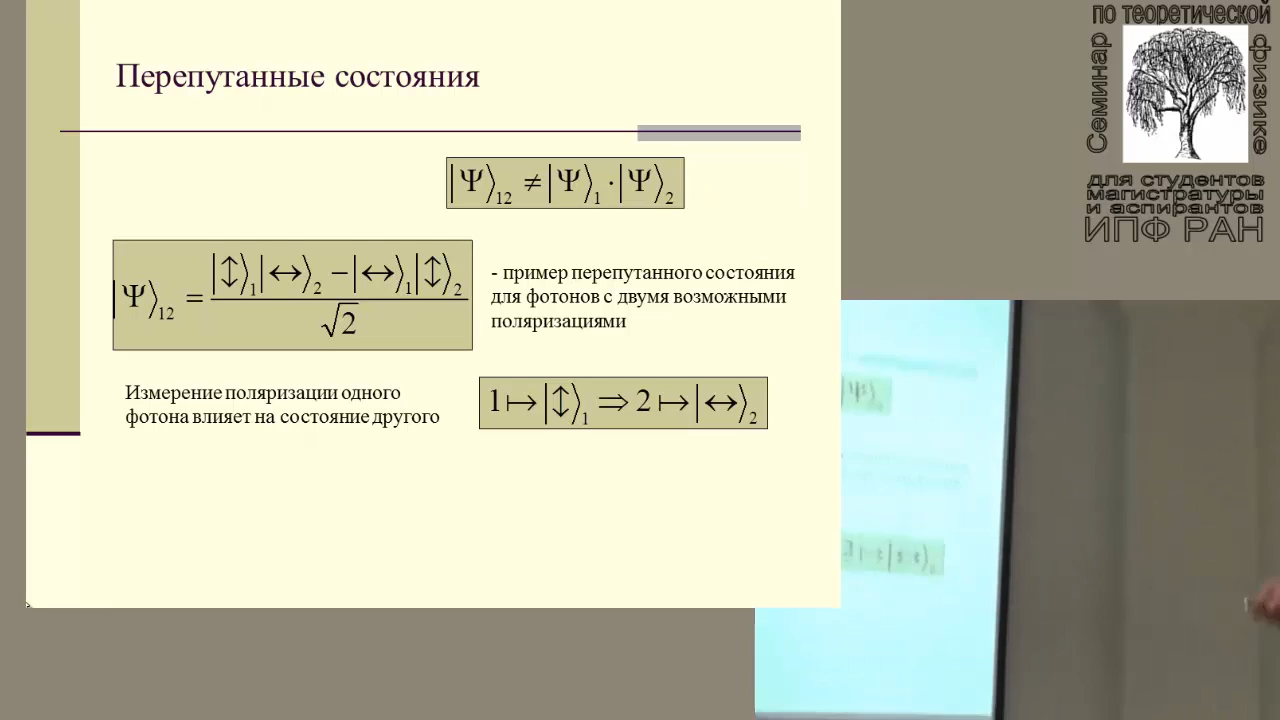 Перепутанные состояния
|Ψ⟩₁₂ ≠ |Ψ⟩₁ · |Ψ⟩₂
|Ψ⟩₁₂ = (|↕⟩₁|↔⟩₂ − |↔⟩₁|↕⟩₂) / √2
- пример перепутанного состояния
для фотонов с двумя возможными
поляризациями
Измерение поляризации одного
фотона влияет на состояние другого
1 ↦ |↕⟩₁ ⇒ 2 ↦ |↔⟩₂
Семинар
по теоретической
физике
для студентов
магистратуры
и аспирантов
ИПФ РАН